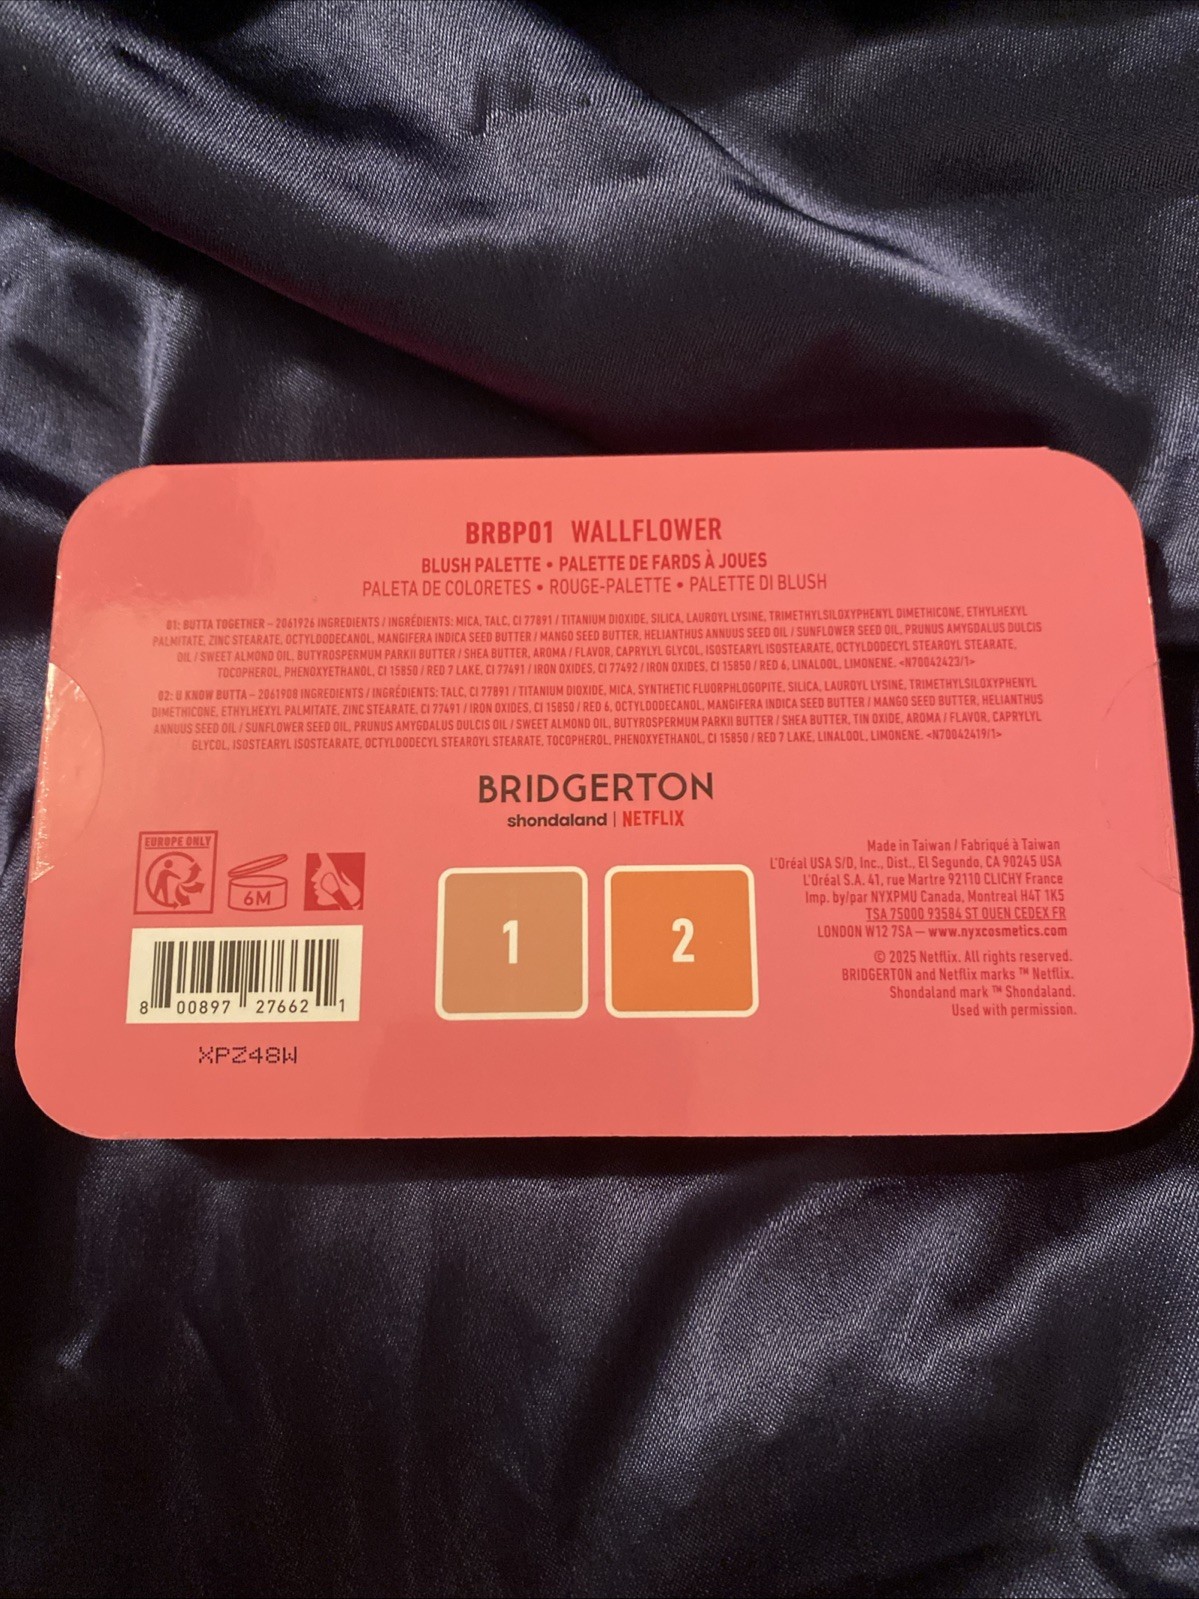 BRBP01 WALLFLOWER
BLUSH PALETTE • PALETTE DE FARDS À JOUES
PALETA DE COLORETES • ROUGE-PALETTE • PALETTE DI BLUSH
01: BUTTA TOGETHER – 2061926 INGREDIENTS / INGRÉDIENTS: MICA, TALC, CI 77891 / TITANIUM DIOXIDE, SILICA, LAUROYL LYSINE, TRIMETHYLSILOXYPHENYL DIMETHICONE, ETHYLHEXYL
PALMITATE, ZINC STEARATE, OCTYLDODECANOL, MANGIFERA INDICA SEED BUTTER / MANGO SEED BUTTER, HELIANTHUS ANNUUS SEED OIL / SUNFLOWER SEED OIL, PRUNUS AMYGDALUS DULCIS
OIL / SWEET ALMOND OIL, BUTYROSPERMUM PARKII BUTTER / SHEA BUTTER, AROMA / FLAVOR, CAPRYLYL GLYCOL, ISOSTEARYL ISOSTEARATE, OCTYLDODECYL STEAROYL STEARATE,
TOCOPHEROL, PHENOXYETHANOL, CI 15850 / RED 7 LAKE, CI 77491 / IRON OXIDES, CI 77492 / IRON OXIDES, CI 15850 / RED 6, LINALOOL, LIMONENE. <N70042423/1>
02: U KNOW BUTTA – 2061908 INGREDIENTS / INGRÉDIENTS: TALC, CI 77891 / TITANIUM DIOXIDE, MICA, SYNTHETIC FLUORPHLOGOPITE, SILICA, LAUROYL LYSINE, TRIMETHYLSILOXYPHENYL
DIMETHICONE, ETHYLHEXYL PALMITATE, ZINC STEARATE, CI 77491 / IRON OXIDES, CI 15850 / RED 6, OCTYLDODECANOL, MANGIFERA INDICA SEED BUTTER / MANGO SEED BUTTER, HELIANTHUS
ANNUUS SEED OIL / SUNFLOWER SEED OIL, PRUNUS AMYGDALUS DULCIS OIL / SWEET ALMOND OIL, BUTYROSPERMUM PARKII BUTTER / SHEA BUTTER, TIN OXIDE, AROMA / FLAVOR, CAPRYLYL
GLYCOL, ISOSTEARYL ISOSTEARATE, OCTYLDODECYL STEAROYL STEARATE, TOCOPHEROL, PHENOXYETHANOL, CI 15850 / RED 7 LAKE, LINALOOL, LIMONENE. <N70042419/1>
BRIDGERTON
shondaland | NETFLIX
EUROPE ONLY
6M
8 00897 27662 1
XPZ48W
1
2
Made in Taiwan / Fabriqué à Taiwan
L'Oréal USA S/D, Inc., Dist., El Segundo, CA 90245 USA
L'Oréal S.A. 41, rue Martre 92110 CLICHY France
Imp. by/par NYXPMU Canada, Montreal H4T 1K5
TSA 75000 93584 ST OUEN CEDEX FR
LONDON W12 7SA — www.nyxcosmetics.com
© 2025 Netflix. All rights reserved.
BRIDGERTON and Netflix marks ™ Netflix.
Shondaland mark ™ Shondaland.
Used with permission.